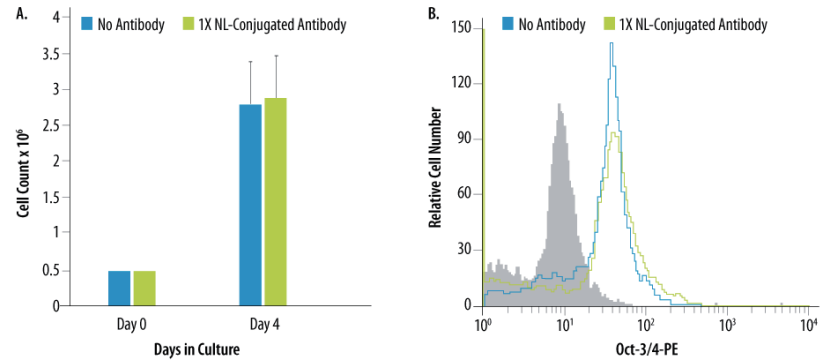 A.
No Antibody 1X NL-Conjugated Antibody
Cell Count x 10⁶
4
3.5
3
2.5
2
1.5
1
0.5
0
Day 0 Day 4
Days in Culture
B.
No Antibody 1X NL-Conjugated Antibody
Relative Cell Number
150
120
90
60
30
0
10⁰ 10¹ 10² 10³ 10⁴
Oct-3/4-PE